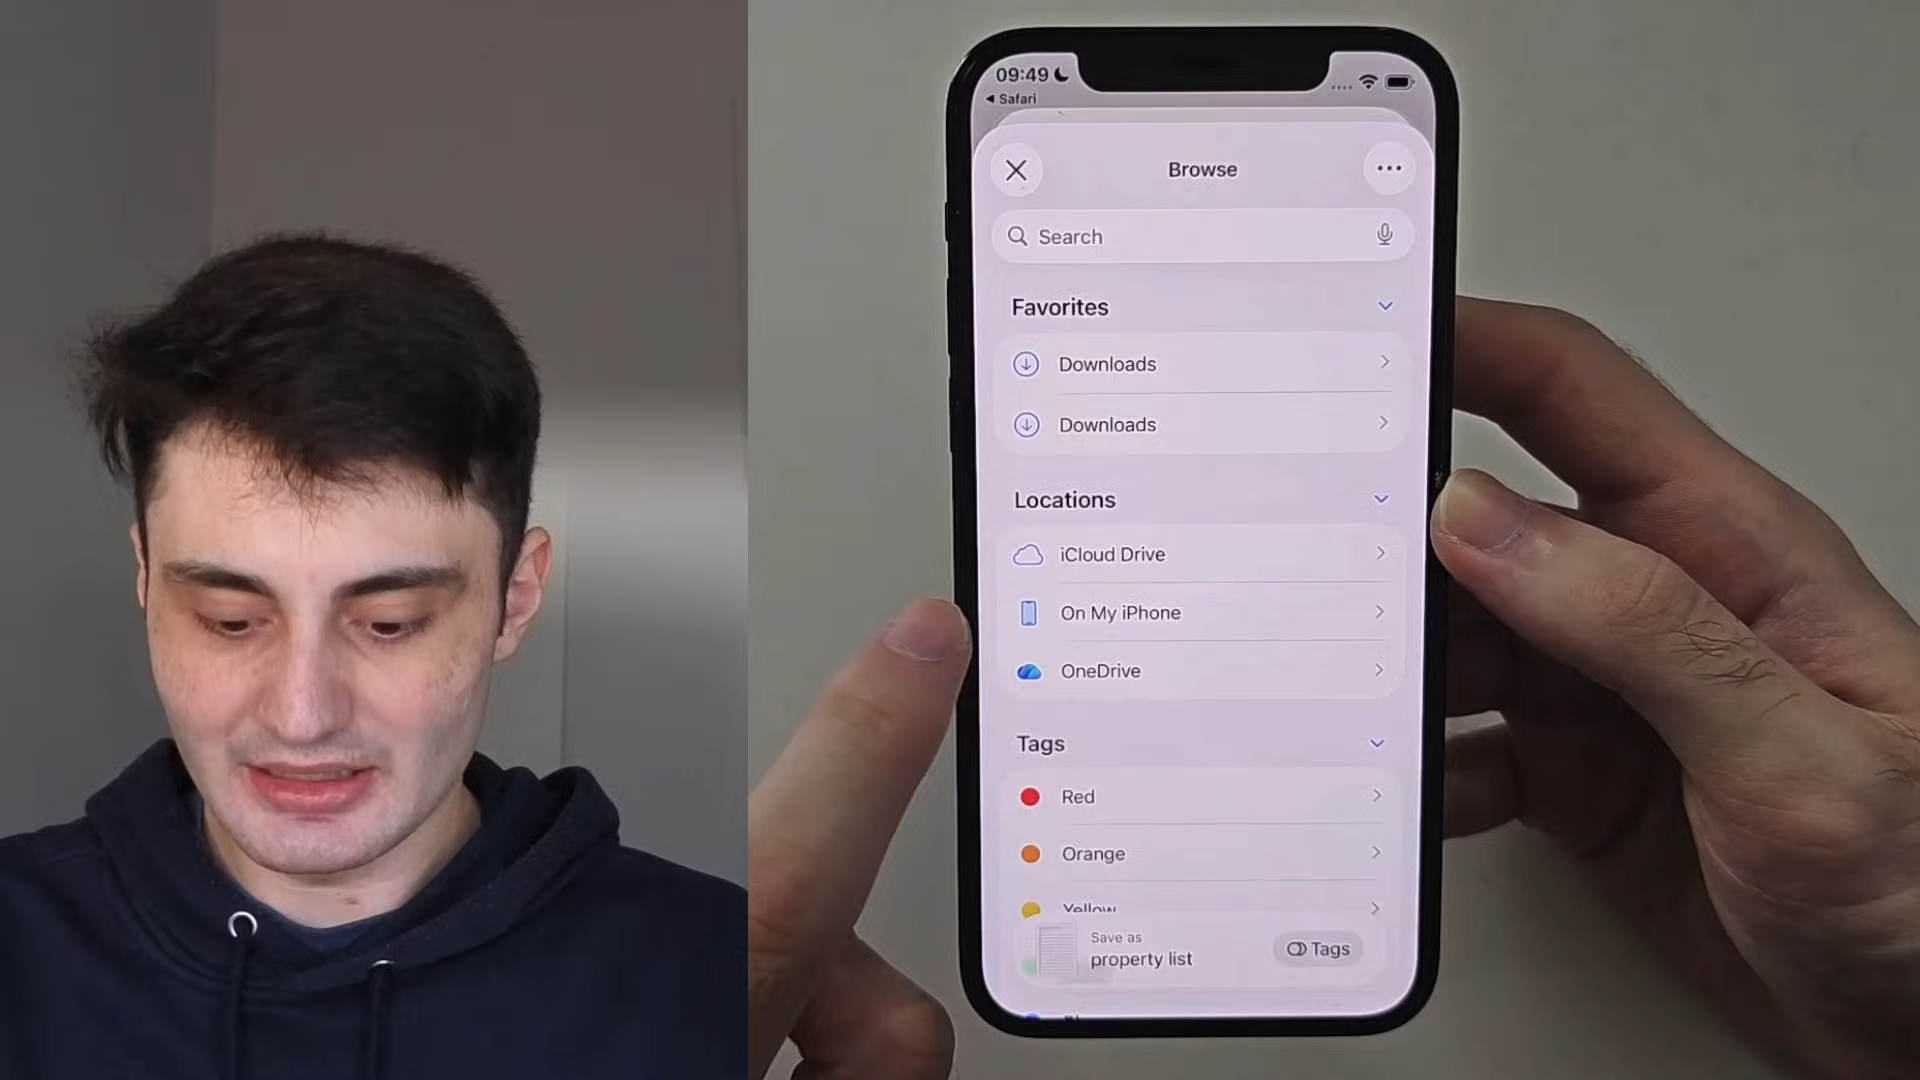 09:49
Safari
Browse
Search
Favorites
Downloads
Downloads
Locations
iCloud Drive
On My iPhone
OneDrive
Tags
Red
Orange
Yellow
Save as
property list
Tags